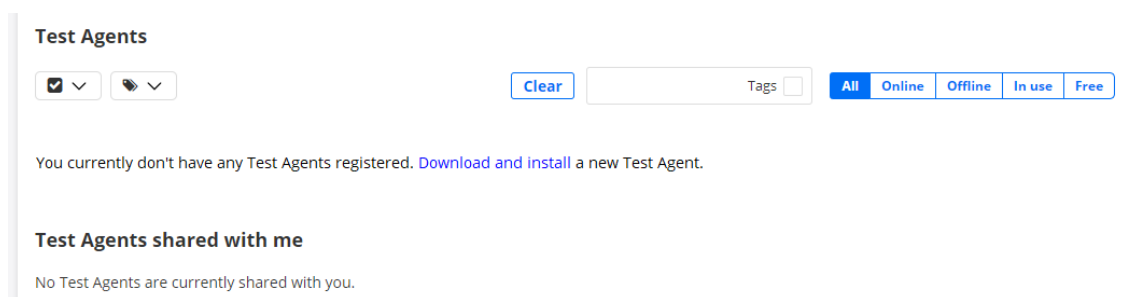 Test Agents
Clear Tags All Online Offline In use Free
You currently don't have any Test Agents registered. Download and install a new Test Agent.
Test Agents shared with me
No Test Agents are currently shared with you.